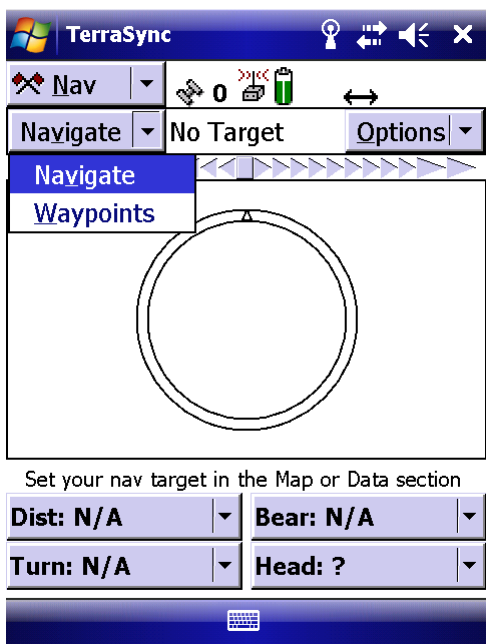 TerraSync
Nav
0
Navigate No Target Options
Navigate
Waypoints
Set your nav target in the Map or Data section
Dist: N/A Bear: N/A
Turn: N/A Head: ?